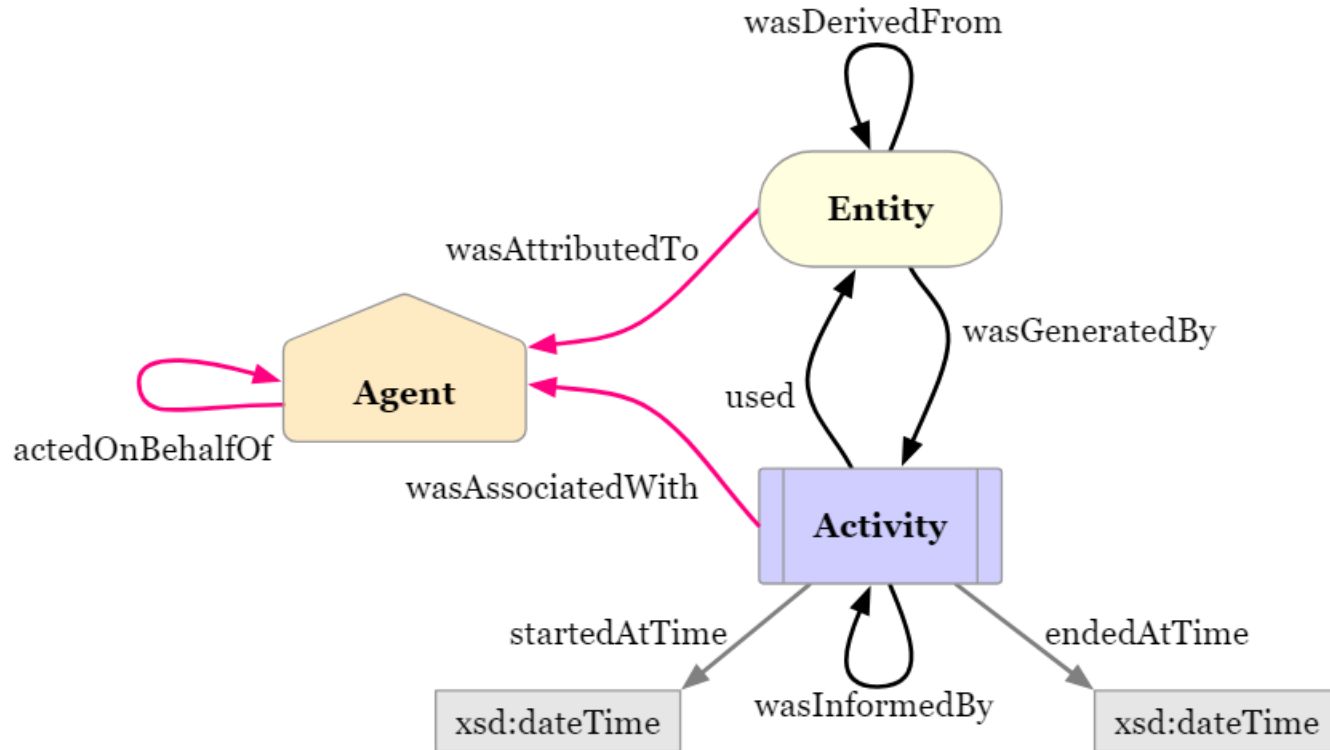 wasDerivedFrom
Entity
wasAttributedTo
wasGeneratedBy
Agent
used
actedOnBehalfOf
wasAssociatedWith
Activity
startedAtTime
endedAtTime
wasInformedBy
xsd:dateTime
xsd:dateTime